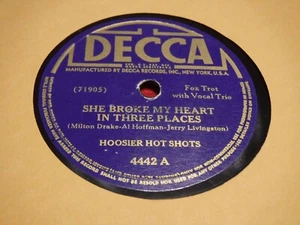 DECCA
MANUFACTURED BY DECCA RECORDS, INC., NEW YORK, U.S.A.
(71905)
Fox Trot
with Vocal Trio
SHE BROKE MY HEART
IN THREE PLACES
(Milton Drake-Al Hoffman-Jerry Livingston)
HOOSIER HOT SHOTS
4442 A